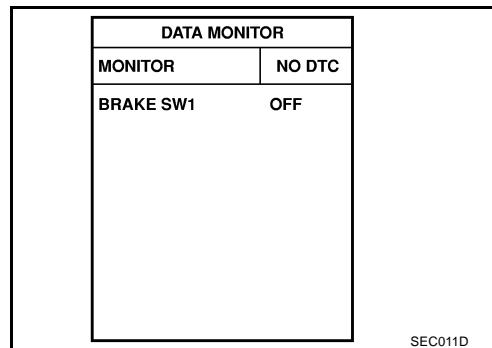 DATA MONITOR
MONITOR NO DTC
BRAKE SW1 OFF
SEC011D